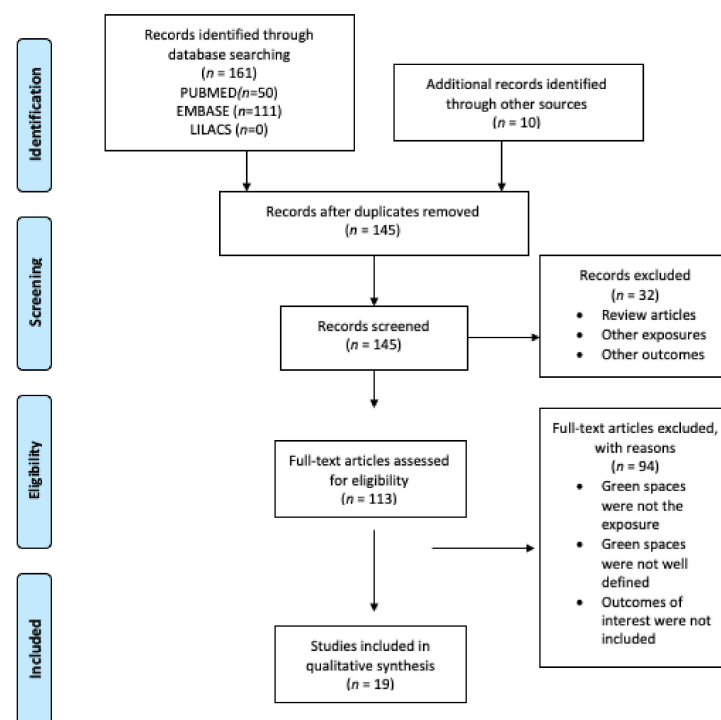 Identification
Records identified through
database searching
(n = 161)
PUBMED(n=50)
EMBASE (n=111)
LILACS (n=0)
Additional records identified
through other sources
(n = 10)
Records after duplicates removed
(n = 145)
Screening
Records screened
(n = 145)
Records excluded
(n = 32)
• Review articles
• Other exposures
• Other outcomes
Eligibility
Full-text articles assessed
for eligibility
(n = 113)
Full-text articles excluded,
with reasons
(n = 94)
• Green spaces
were not the
exposure
• Green spaces
were not well
defined
• Outcomes of
interest were not
included
Included
Studies included in
qualitative synthesis
(n = 19)